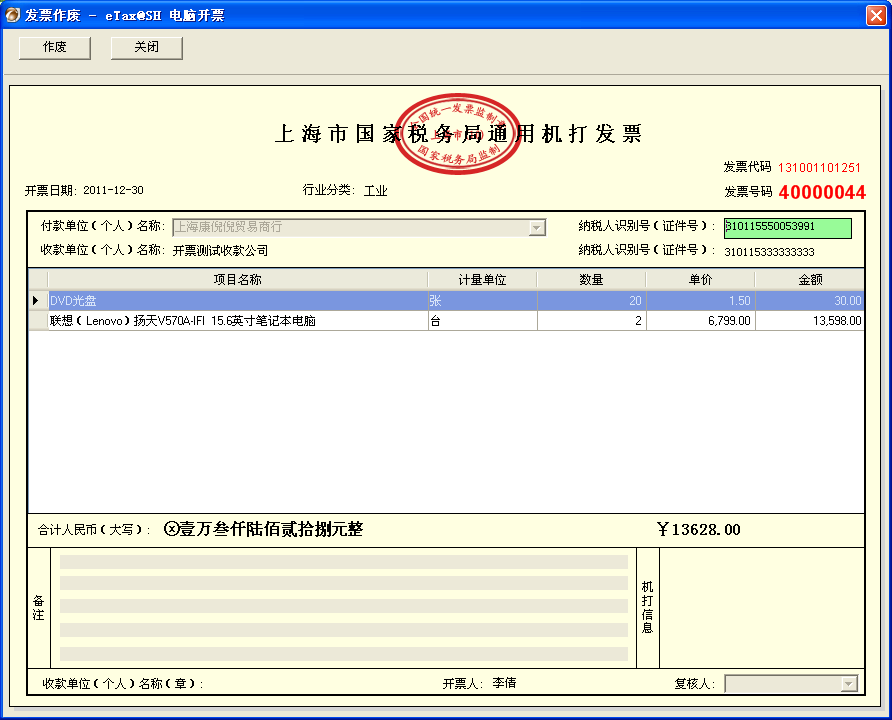 发票作废 - eTax@SH 电脑开票
作废 关闭
全国统一发票监制章
国家税务局监制
上海市国家税务局通用机打发票
发票代码 131001101251
开票日期: 2011-12-30 行业分类: 工业 发票号码 40000044
付款单位(个人)名称: 上海康倪倪贸易商行 纳税人识别号(证件号): 310115550053991
收款单位(个人)名称: 开票测试收款公司 纳税人识别号(证件号): 310115333333333
项目名称 计量单位 数量 单价 金额
DVD光盘 张 20 1.50 30.00
联想(Lenovo)扬天V570A-IFI 15.6英寸笔记本电脑 台 2 6,799.00 13,598.00
合计人民币(大写): ⓧ壹万叁仟陆佰贰拾捌元整 ￥13628.00
备注 机打信息
收款单位(个人)名称(章): 开票人: 李倩 复核人: